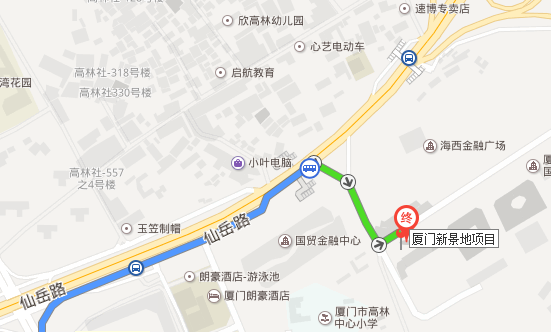 速博专卖店
欣高林幼儿园
心艺电动车
高林社-318号楼
启航教育
湾花园
高林社330号楼
海西金融广场
小叶电脑
厦
国
高林社-557
之4号楼
终
玉笠制帽
仙岳路
国贸金融中心
厦门新景地项目
朗豪酒店-游泳池
仙岳路
厦门朗豪酒店
厦门市高林
中心小学